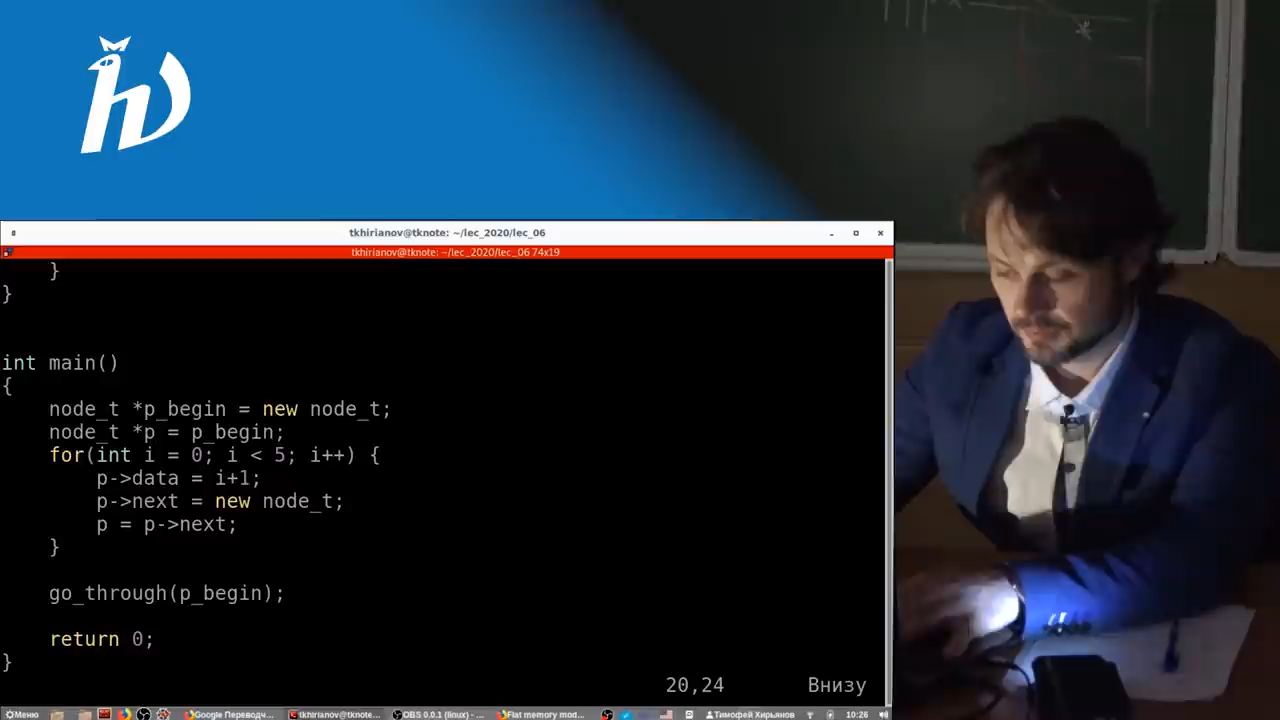 tkhirianov@tknote: ~/lec_2020/lec_06
tkhirianov@tknote: ~/lec_2020/lec_06 74x19
}
}
int main()
{
node_t *p_begin = new node_t;
node_t *p = p_begin;
for(int i = 0; i < 5; i++) {
p->data = i+1;
p->next = new node_t;
p = p->next;
}
go_through(p_begin);
return 0;
}
20,24 Внизу
Меню Google Переводч... tkhirianov@tknote... OBS 0.0.1 (linux) - ... Flat memory mod... Тимофей Кирьянов 10:26